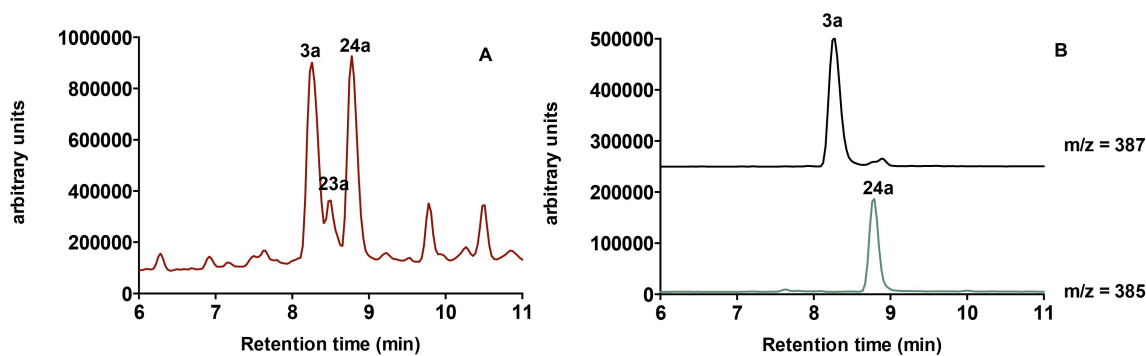 A
3a
24a
23a
1000000
800000
600000
400000
200000
0
6
7
8
9
10
11
arbitrary units
Retention time (min)
B
3a
24a
500000
400000
300000
200000
100000
0
6
7
8
9
10
11
arbitrary units
Retention time (min)
m/z = 387
m/z = 385